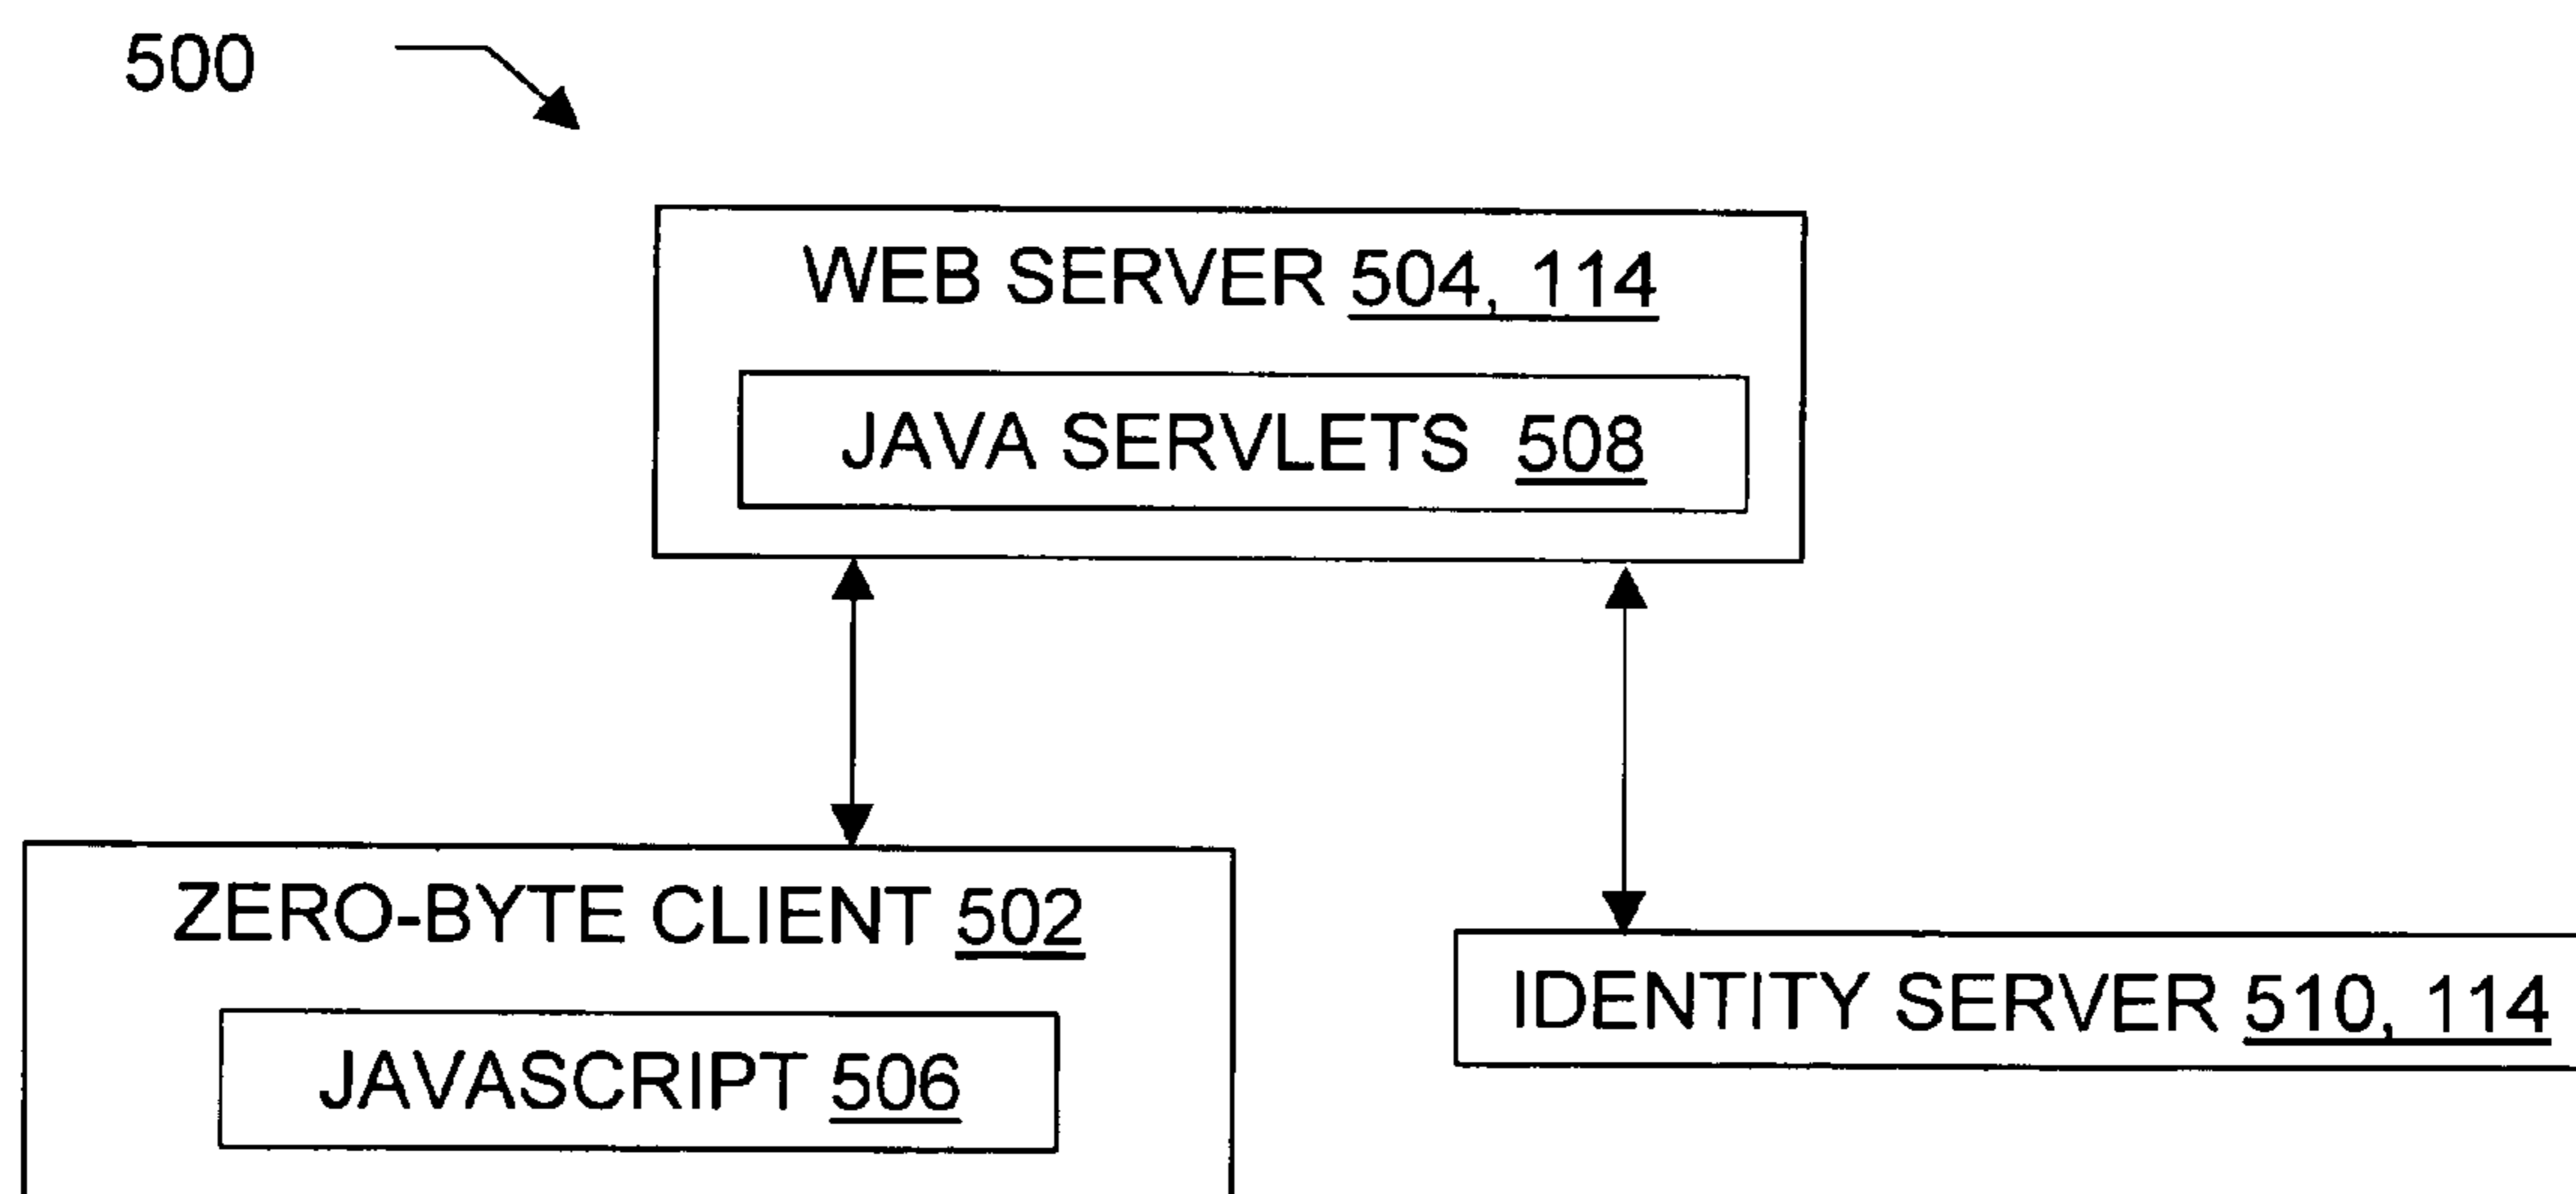 500
WEB SERVER 504, 114
JAVA SERVLETS 508
ZERO-BYTE CLIENT 502
JAVASCRIPT 506
IDENTITY SERVER 510, 114